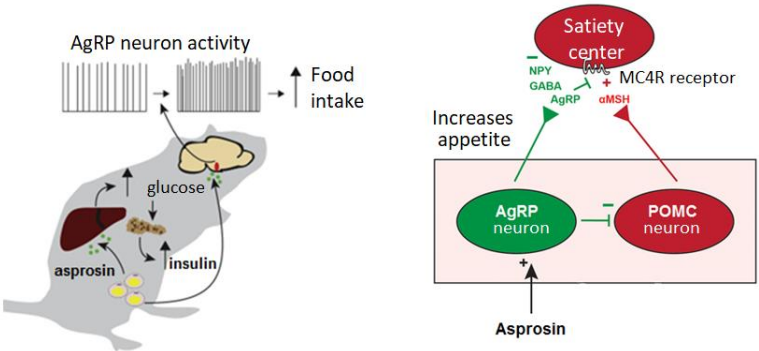 AgRP neuron activity
Food
intake
glucose
asprosin
insulin
Satiety
center
NPY
GABA
AgRP
+
MC4R receptor
αMSH
Increases
appetite
AgRP
neuron
POMC
neuron
+
Asprosin